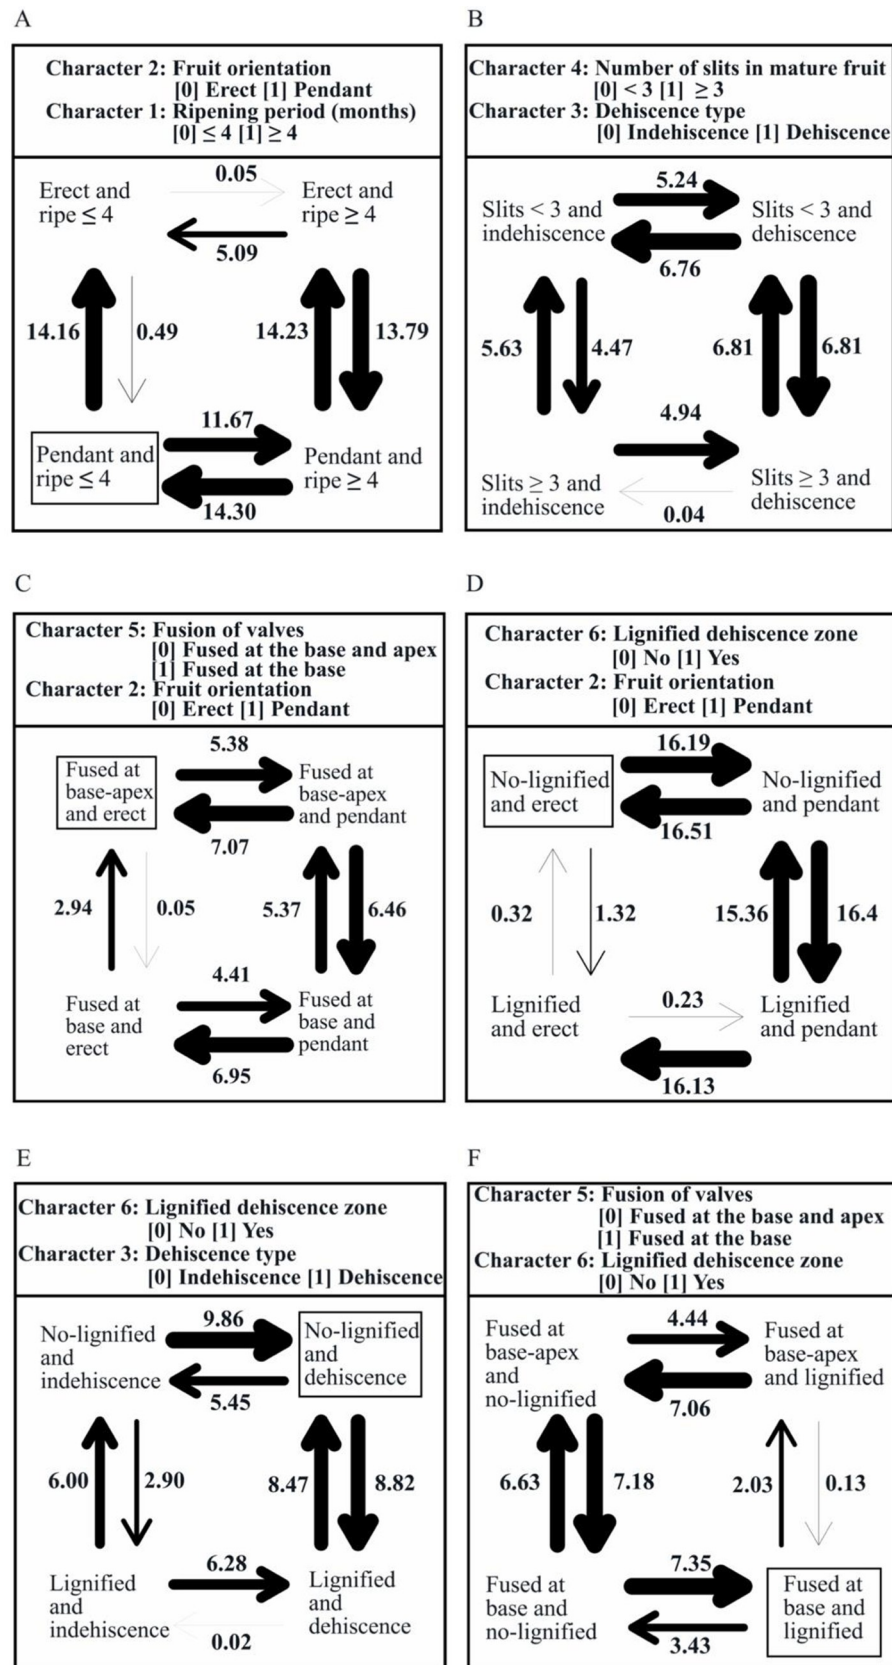 A
Character 2: Fruit orientation
[0] Erect [1] Pendant
Character 1: Ripening period (months)
[0] ≤ 4 [1] ≥ 4
Erect and
ripe ≤ 4
0.05
Erect and
ripe ≥ 4
5.09
14.16
0.49
14.23
13.79
Pendant and
ripe ≤ 4
11.67
Pendant and
ripe ≥ 4
14.30
B
Character 4: Number of slits in mature fruit
[0] < 3 [1] ≥ 3
Character 3: Dehiscence type
[0] Indehiscence [1] Dehiscence
Slits < 3 and
indehiscence
5.24
Slits < 3 and
dehiscence
6.76
5.63
4.47
6.81
6.81
Slits ≥ 3 and
indehiscence
4.94
Slits ≥ 3 and
dehiscence
0.04
C
Character 5: Fusion of valves
[0] Fused at the base and apex
[1] Fused at the base
Character 2: Fruit orientation
[0] Erect [1] Pendant
Fused at
base-apex
and erect
5.38
Fused at
base-apex
and pendant
7.07
2.94
0.05
5.37
6.46
Fused at
base and
erect
4.41
Fused at
base and
pendant
6.95
D
Character 6: Lignified dehiscence zone
[0] No [1] Yes
Character 2: Fruit orientation
[0] Erect [1] Pendant
No-lignified
and erect
16.19
No-lignified
and pendant
16.51
0.32
1.32
15.36
16.4
Lignified
and erect
0.23
Lignified
and pendant
16.13
E
Character 6: Lignified dehiscence zone
[0] No [1] Yes
Character 3: Dehiscence type
[0] Indehiscence [1] Dehiscence
No-lignified
and
indehiscence
9.86
No-lignified
and
dehiscence
5.45
6.00
2.90
8.47
8.82
Lignified
and
indehiscence
6.28
Lignified
and
dehiscence
0.02
F
Character 5: Fusion of valves
[0] Fused at the base and apex
[1] Fused at the base
Character 6: Lignified dehiscence zone
[0] No [1] Yes
Fused at
base-apex
and
no-lignified
4.44
Fused at
base-apex
and lignified
7.06
6.63
7.18
2.03
0.13
Fused at
base and
no-lignified
7.35
Fused at
base and
lignified
3.43